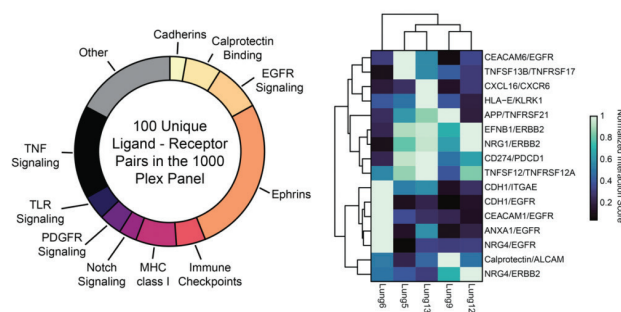 Cadherins
Calprotectin
Binding
EGFR
Signaling
Ephrins
Immune
Checkpoints
MHC
class I
Notch
Signaling
PDGFR
Signaling
TLR
Signaling
TNF
Signaling
Other
100 Unique
Ligand - Receptor
Pairs in the 1000
Plex Panel
CEACAM6/EGFR
TNFSF13B/TNFRSF17
CXCL16/CXCR6
HLA-E/KLRK1
APP/TNFRSF21
EFNB1/ERBB2
NRG1/ERBB2
CD274/PDCD1
TNFSF12/TNFRSF12A
CDH1/ITGAE
CDH1/EGFR
CEACAM1/EGFR
ANXA1/EGFR
NRG4/EGFR
Calprotectin/ALCAM
NRG4/ERBB2
Lung6
Lung5
Lung13
Lung9
Lung12
1
0.8
0.6
0.4
0.2
Normalized Interaction Score